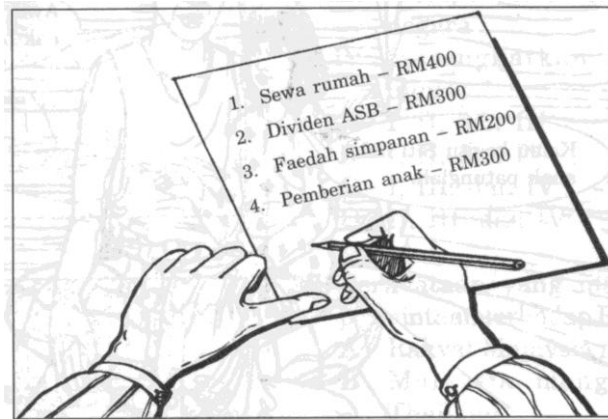 1. Sewa rumah – RM400
2. Dividen ASB – RM300
3. Faedah simpanan – RM200
4. Pemberian anak – RM300